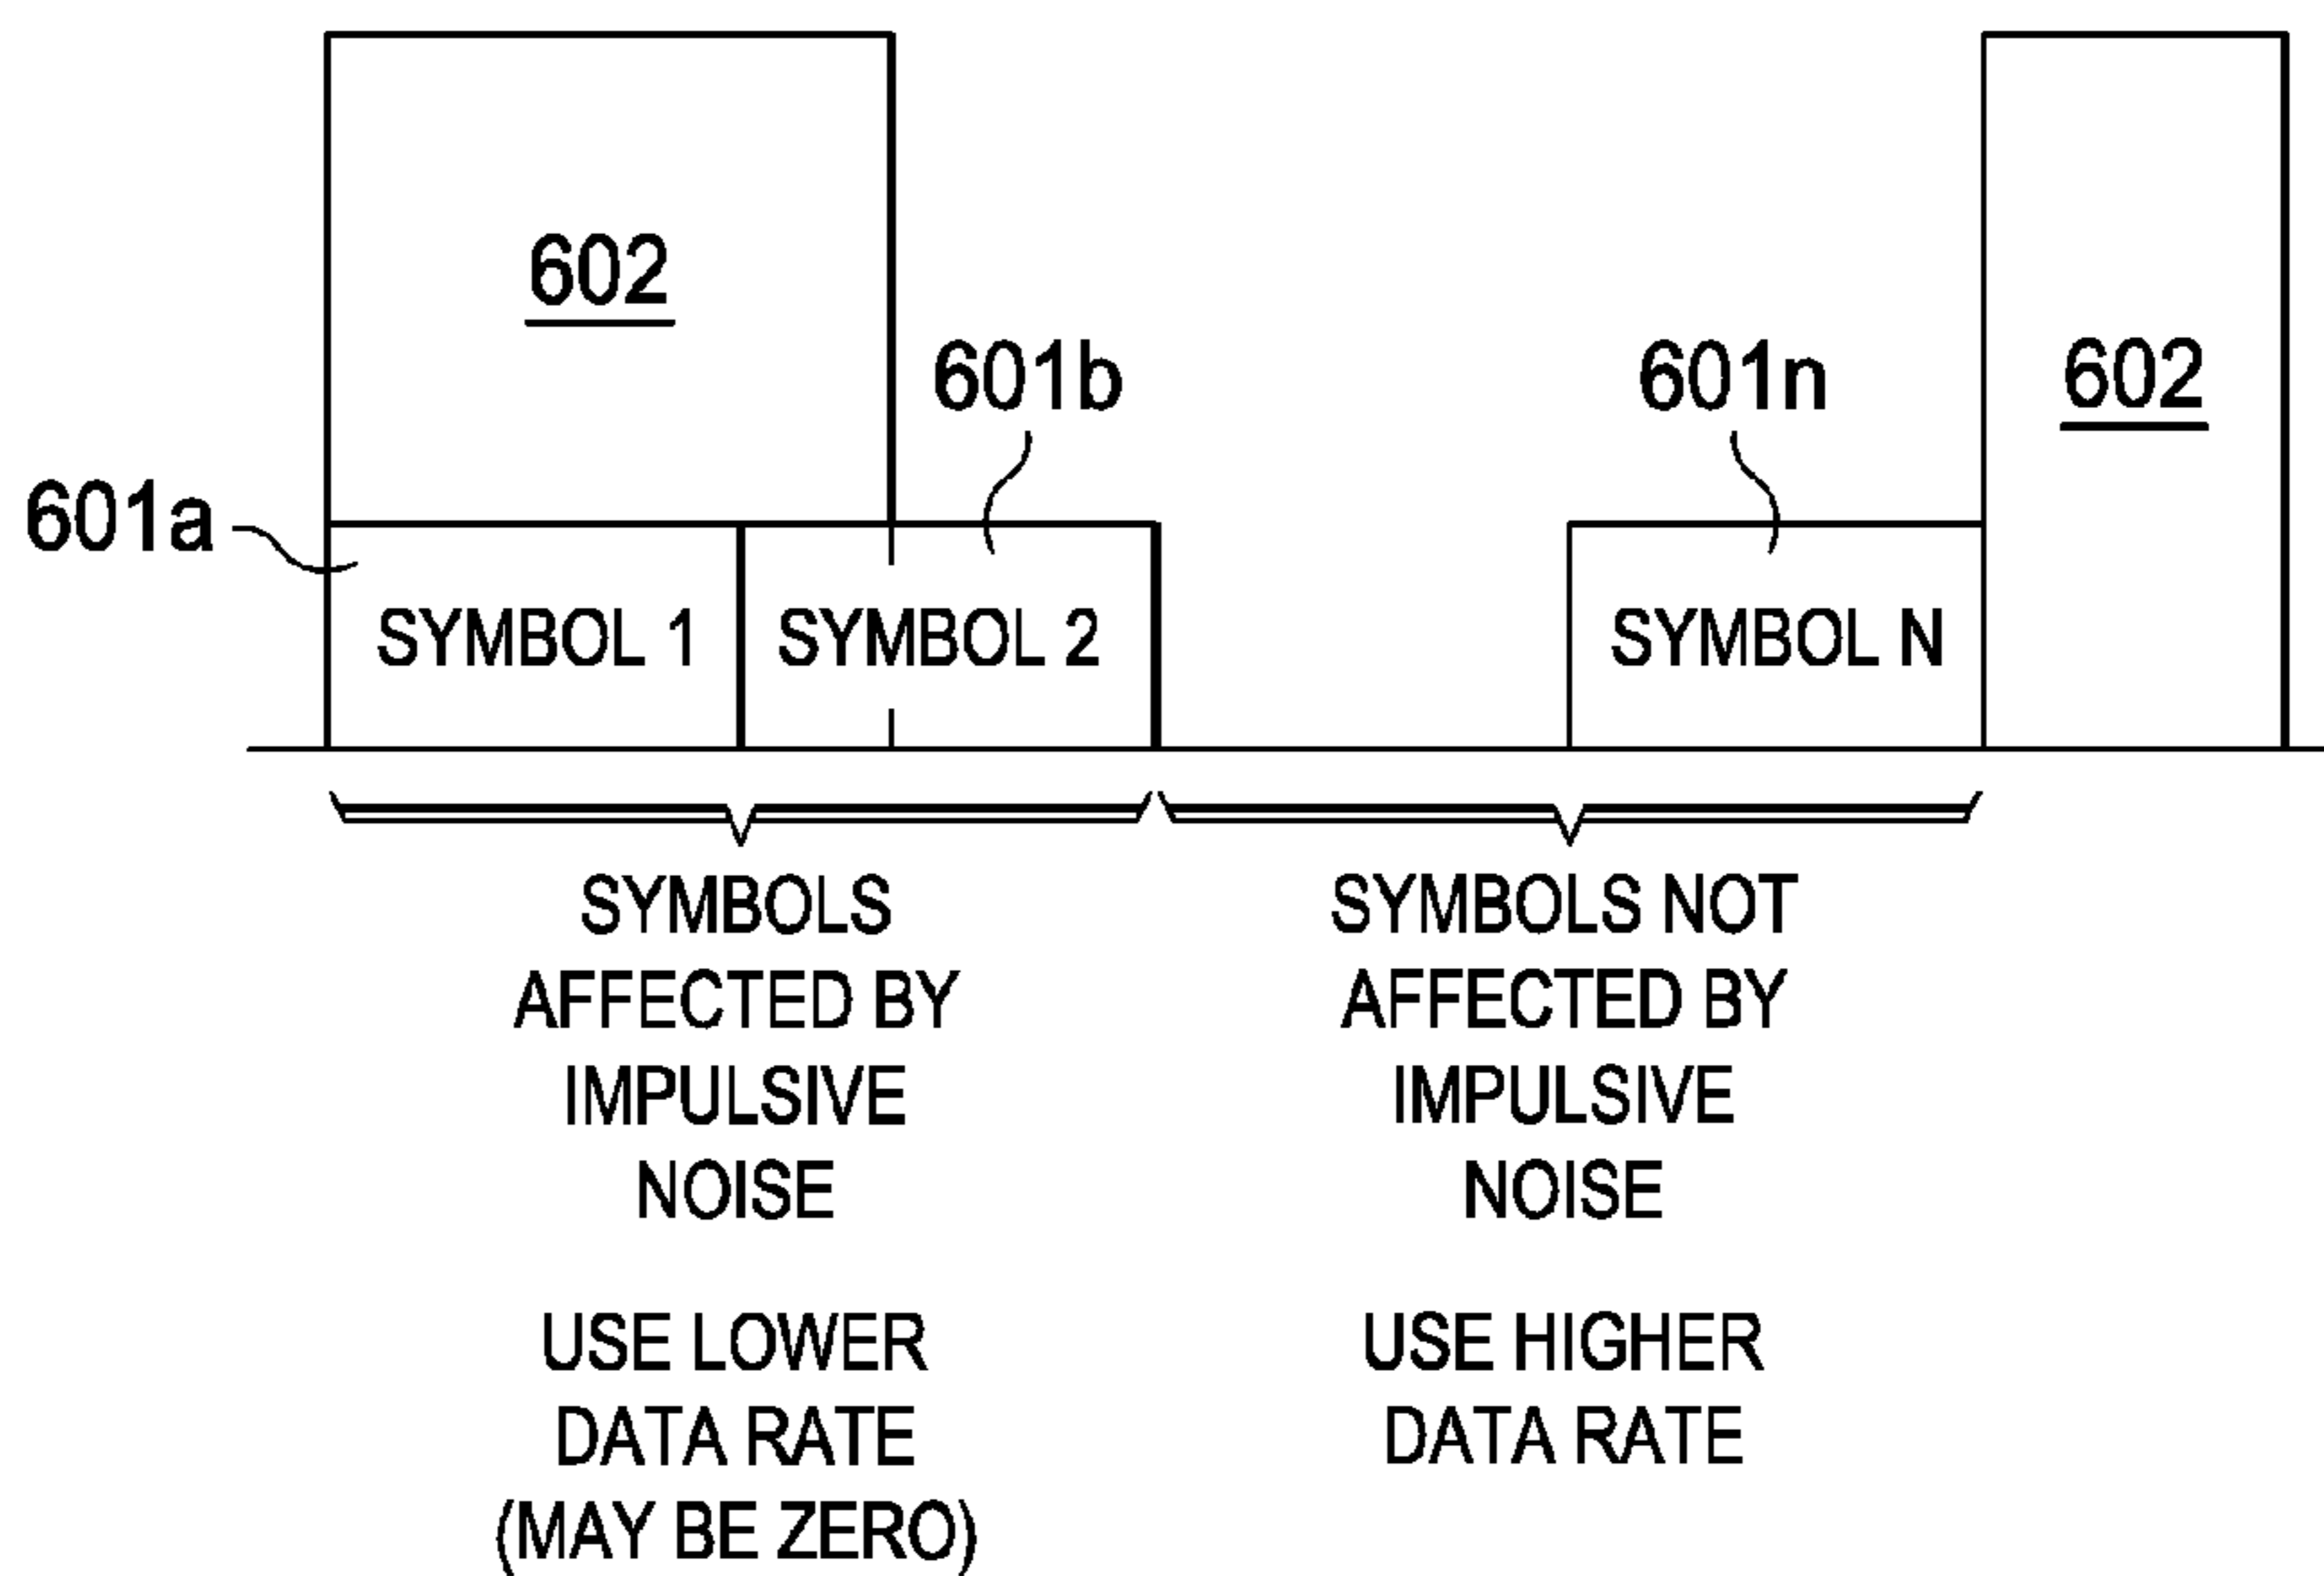 602
601b
601n
602
601a
SYMBOL 1
SYMBOL 2
SYMBOL N
SYMBOLS
AFFECTED BY
IMPULSIVE
NOISE
USE LOWER
DATA RATE
(MAY BE ZERO)
SYMBOLS NOT
AFFECTED BY
IMPULSIVE
NOISE
USE HIGHER
DATA RATE